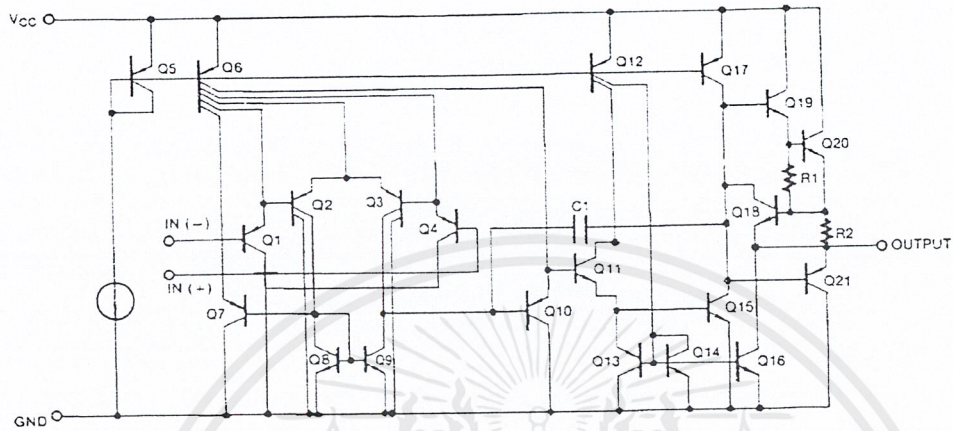 VCC
Q5
Q6
Q12
Q17
Q19
Q20
R1
Q2
Q3
Q4
C1
Q18
R2
OUTPUT
IN (−)
Q1
IN (+)
Q11
Q21
Q7
Q10
Q15
Q8
Q9
Q13
Q14
Q16
GND